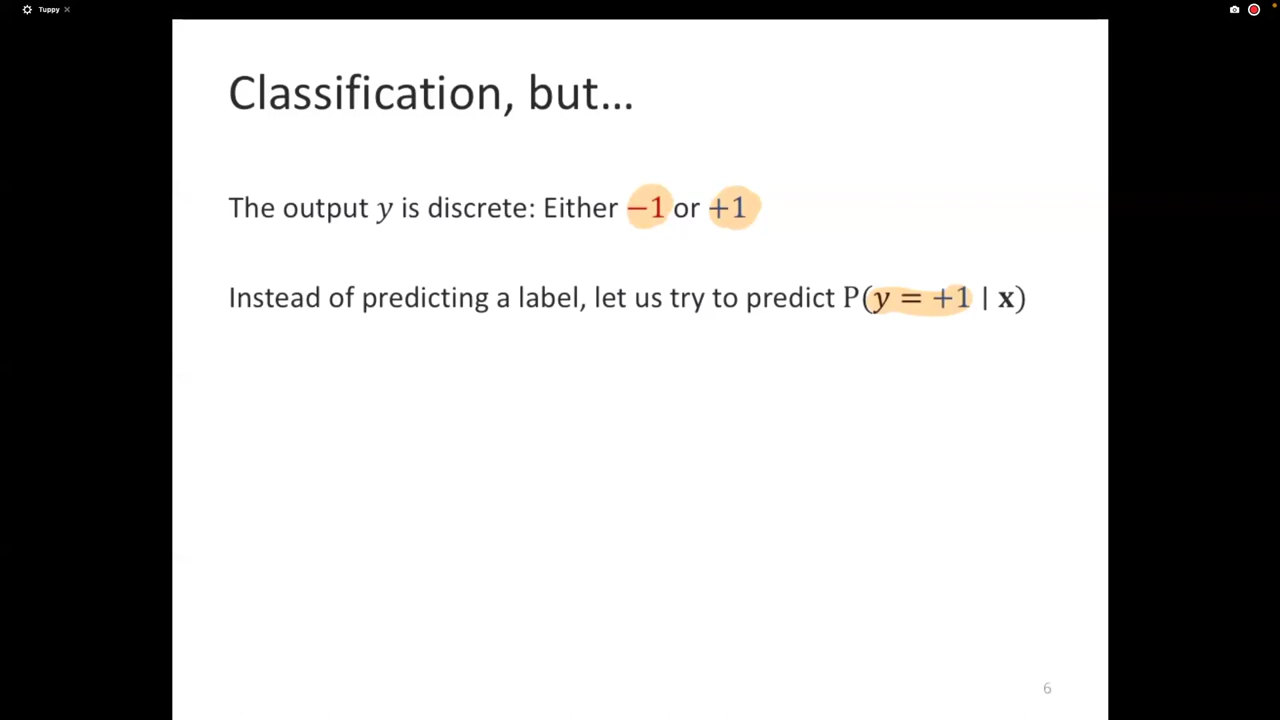 Tuppy
Classification, but...
The output y is discrete: Either −1 or +1
Instead of predicting a label, let us try to predict P(y = +1 | x)
6